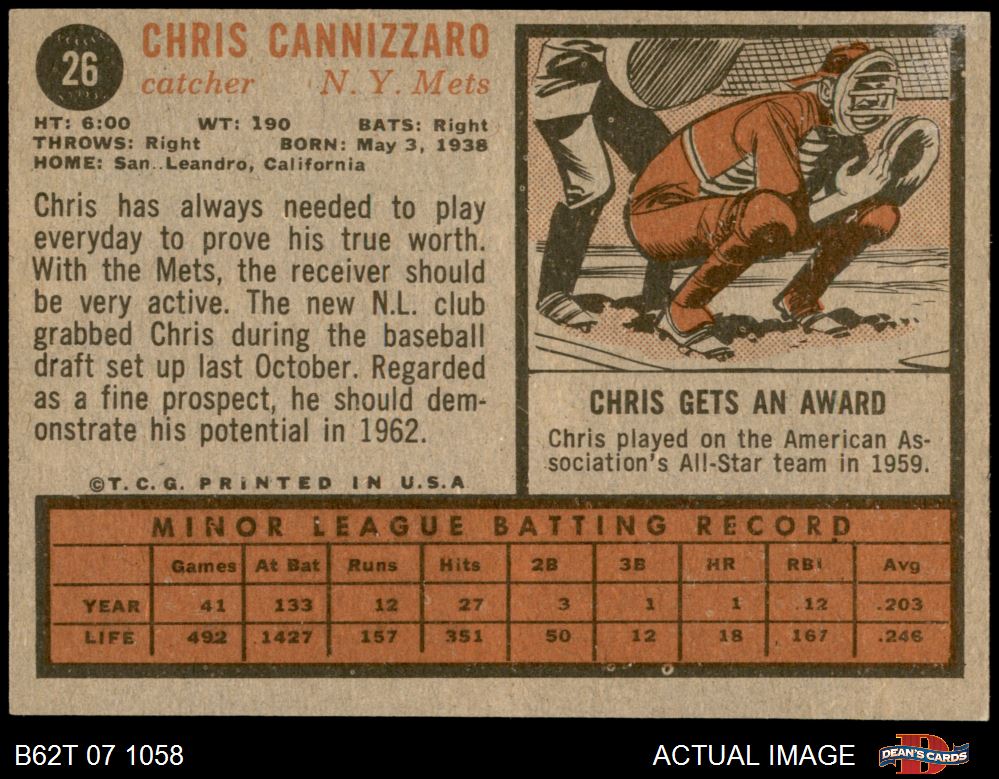 26
CHRIS CANNIZZARO
catcher N. Y. Mets
HT: 6:00 WT: 190 BATS: Right
THROWS: Right BORN: May 3, 1938
HOME: San..Leandro, California
Chris has always needed to play
everyday to prove his true worth.
With the Mets, the receiver should
be very active. The new N.L. club
grabbed Chris during the baseball
draft set up last October. Regarded
as a fine prospect, he should dem-
onstrate his potential in 1962.
©T.C.G. PRINTED IN U.S.A
CHRIS GETS AN AWARD
Chris played on the American As-
sociation's All-Star team in 1959.
MINOR LEAGUE BATTING RECORD
Games At Bat Runs Hits 2B 3B HR RBI Avg
YEAR 41 133 12 27 3 1 1 12 .203
LIFE 492 1427 157 351 50 12 18 167 .246
B62T 07 1058 ACTUAL IMAGE D DEAN'S CARDS